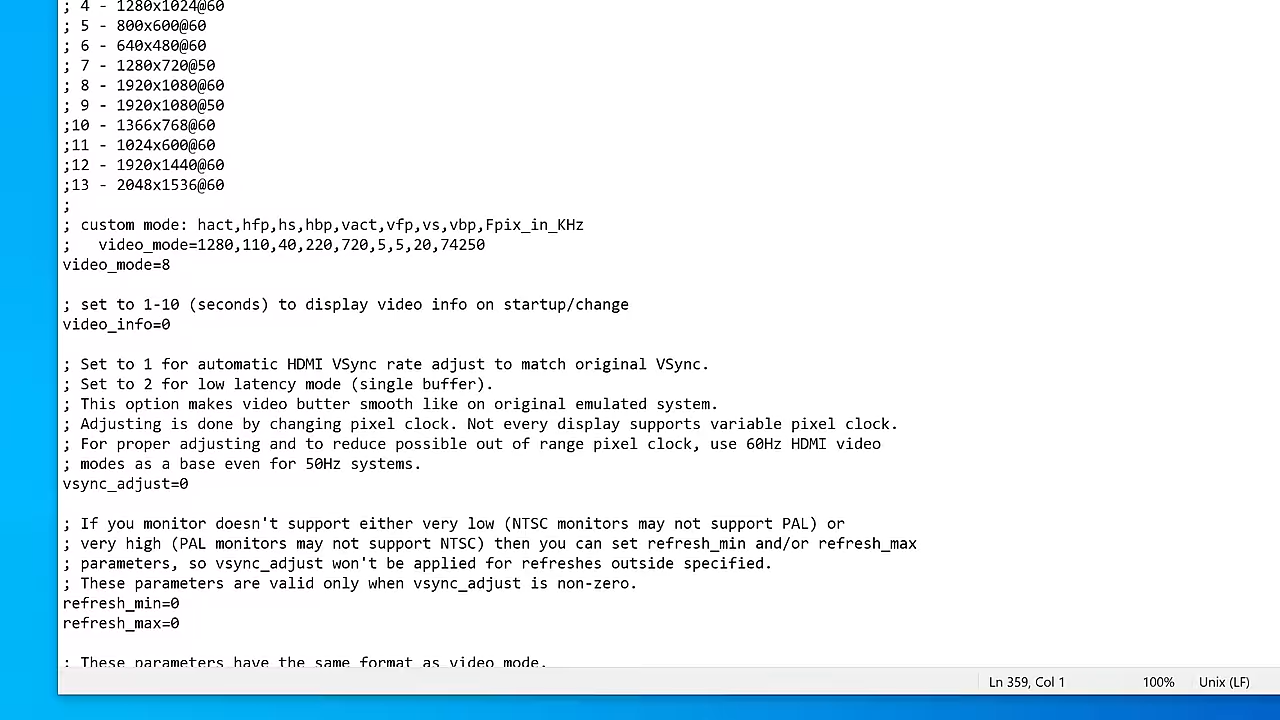 ; 4 - 1280x1024@60
; 5 - 800x600@60
; 6 - 640x480@60
; 7 - 1280x720@50
; 8 - 1920x1080@60
; 9 - 1920x1080@50
;10 - 1366x768@60
;11 - 1024x600@60
;12 - 1920x1440@60
;13 - 2048x1536@60
;
; custom mode: hact,hfp,hs,hbp,vact,vfp,vs,vbp,Fpix_in_KHz
;   video_mode=1280,110,40,220,720,5,5,20,74250
video_mode=8
; set to 1-10 (seconds) to display video info on startup/change
video_info=0
; Set to 1 for automatic HDMI VSync rate adjust to match original VSync.
; Set to 2 for low latency mode (single buffer).
; This option makes video butter smooth like on original emulated system.
; Adjusting is done by changing pixel clock. Not every display supports variable pixel clock.
; For proper adjusting and to reduce possible out of range pixel clock, use 60Hz HDMI video
; modes as a base even for 50Hz systems.
vsync_adjust=0
; If you monitor doesn't support either very low (NTSC monitors may not support PAL) or
; very high (PAL monitors may not support NTSC) then you can set refresh_min and/or refresh_max
; parameters, so vsync_adjust won't be applied for refreshes outside specified.
; These parameters are valid only when vsync_adjust is non-zero.
refresh_min=0
refresh_max=0
; These parameters have the same format as video_mode.
Ln 359, Col 1
100%
Unix (LF)